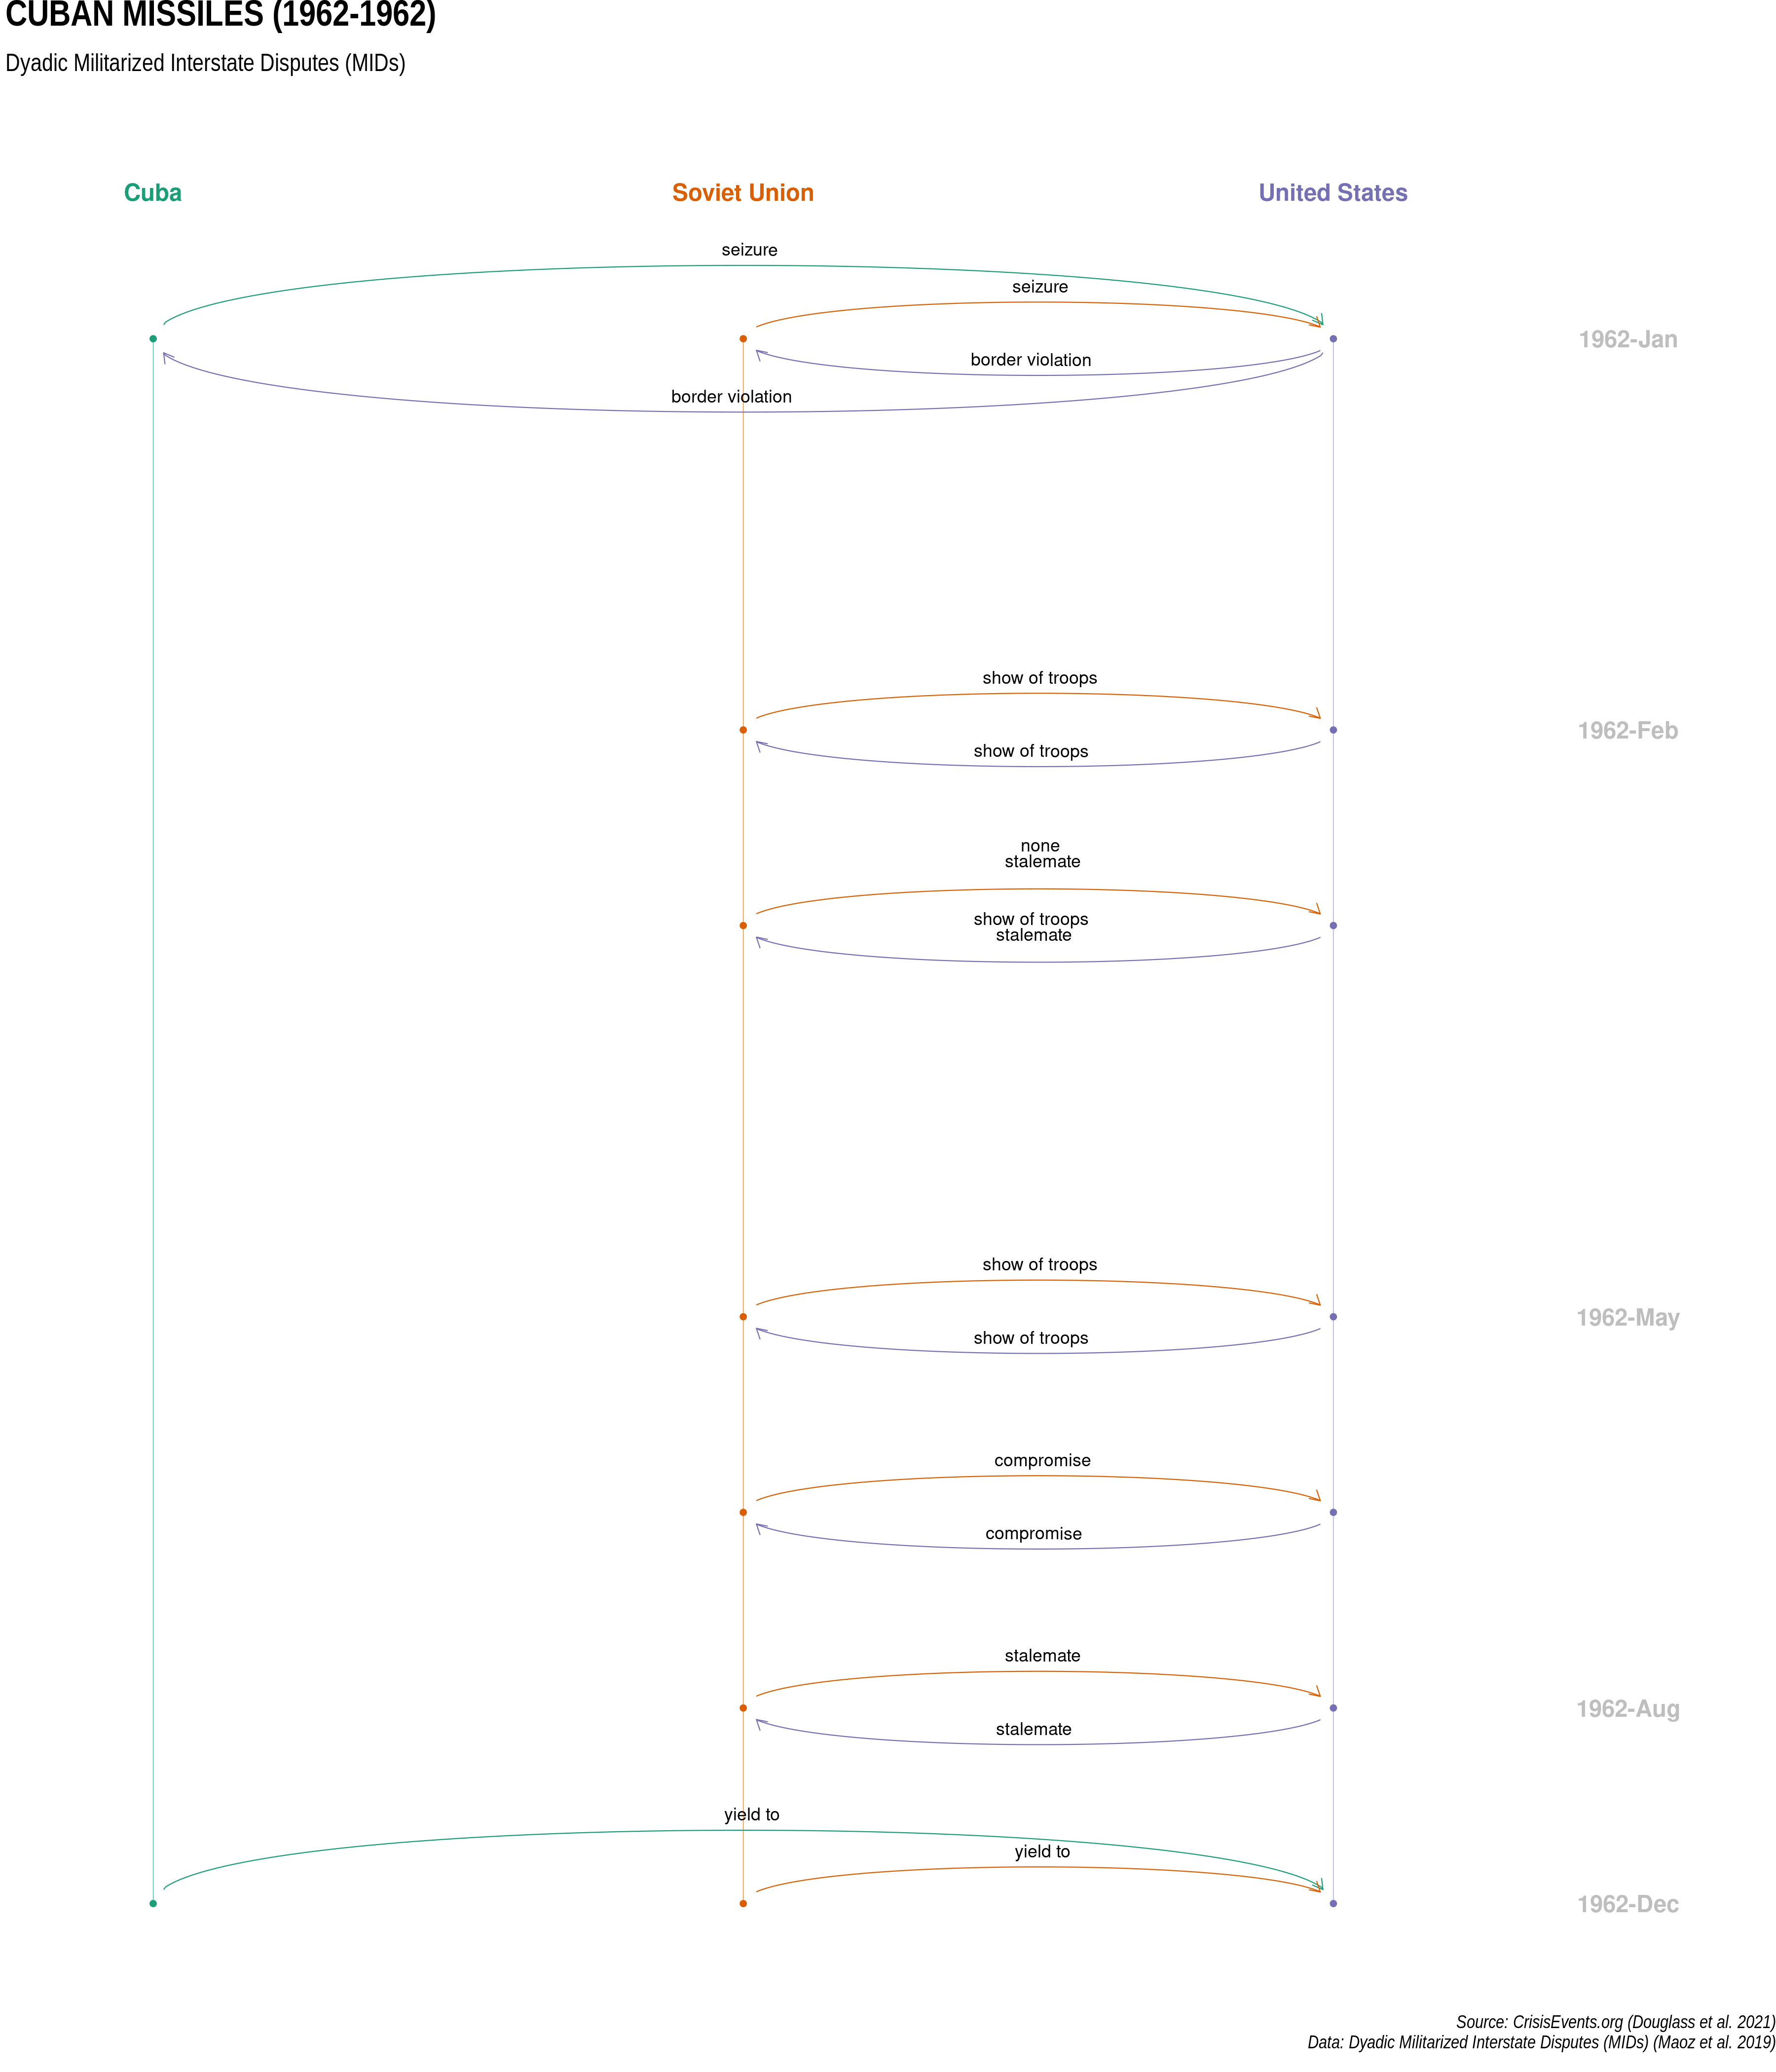 CUBAN MISSILES (1962-1962)
Dyadic Militarized Interstate Disputes (MIDs)
Cuba
Soviet Union
United States
seizure
seizure
1962-Jan
border violation
border violation
show of troops
1962-Feb
show of troops
none
stalemate
show of troops
stalemate
show of troops
1962-May
show of troops
compromise
compromise
stalemate
1962-Aug
stalemate
yield to
yield to
1962-Dec
Source: CrisisEvents.org (Douglass et al. 2021)
Data: Dyadic Militarized Interstate Disputes (MIDs) (Maoz et al. 2019)